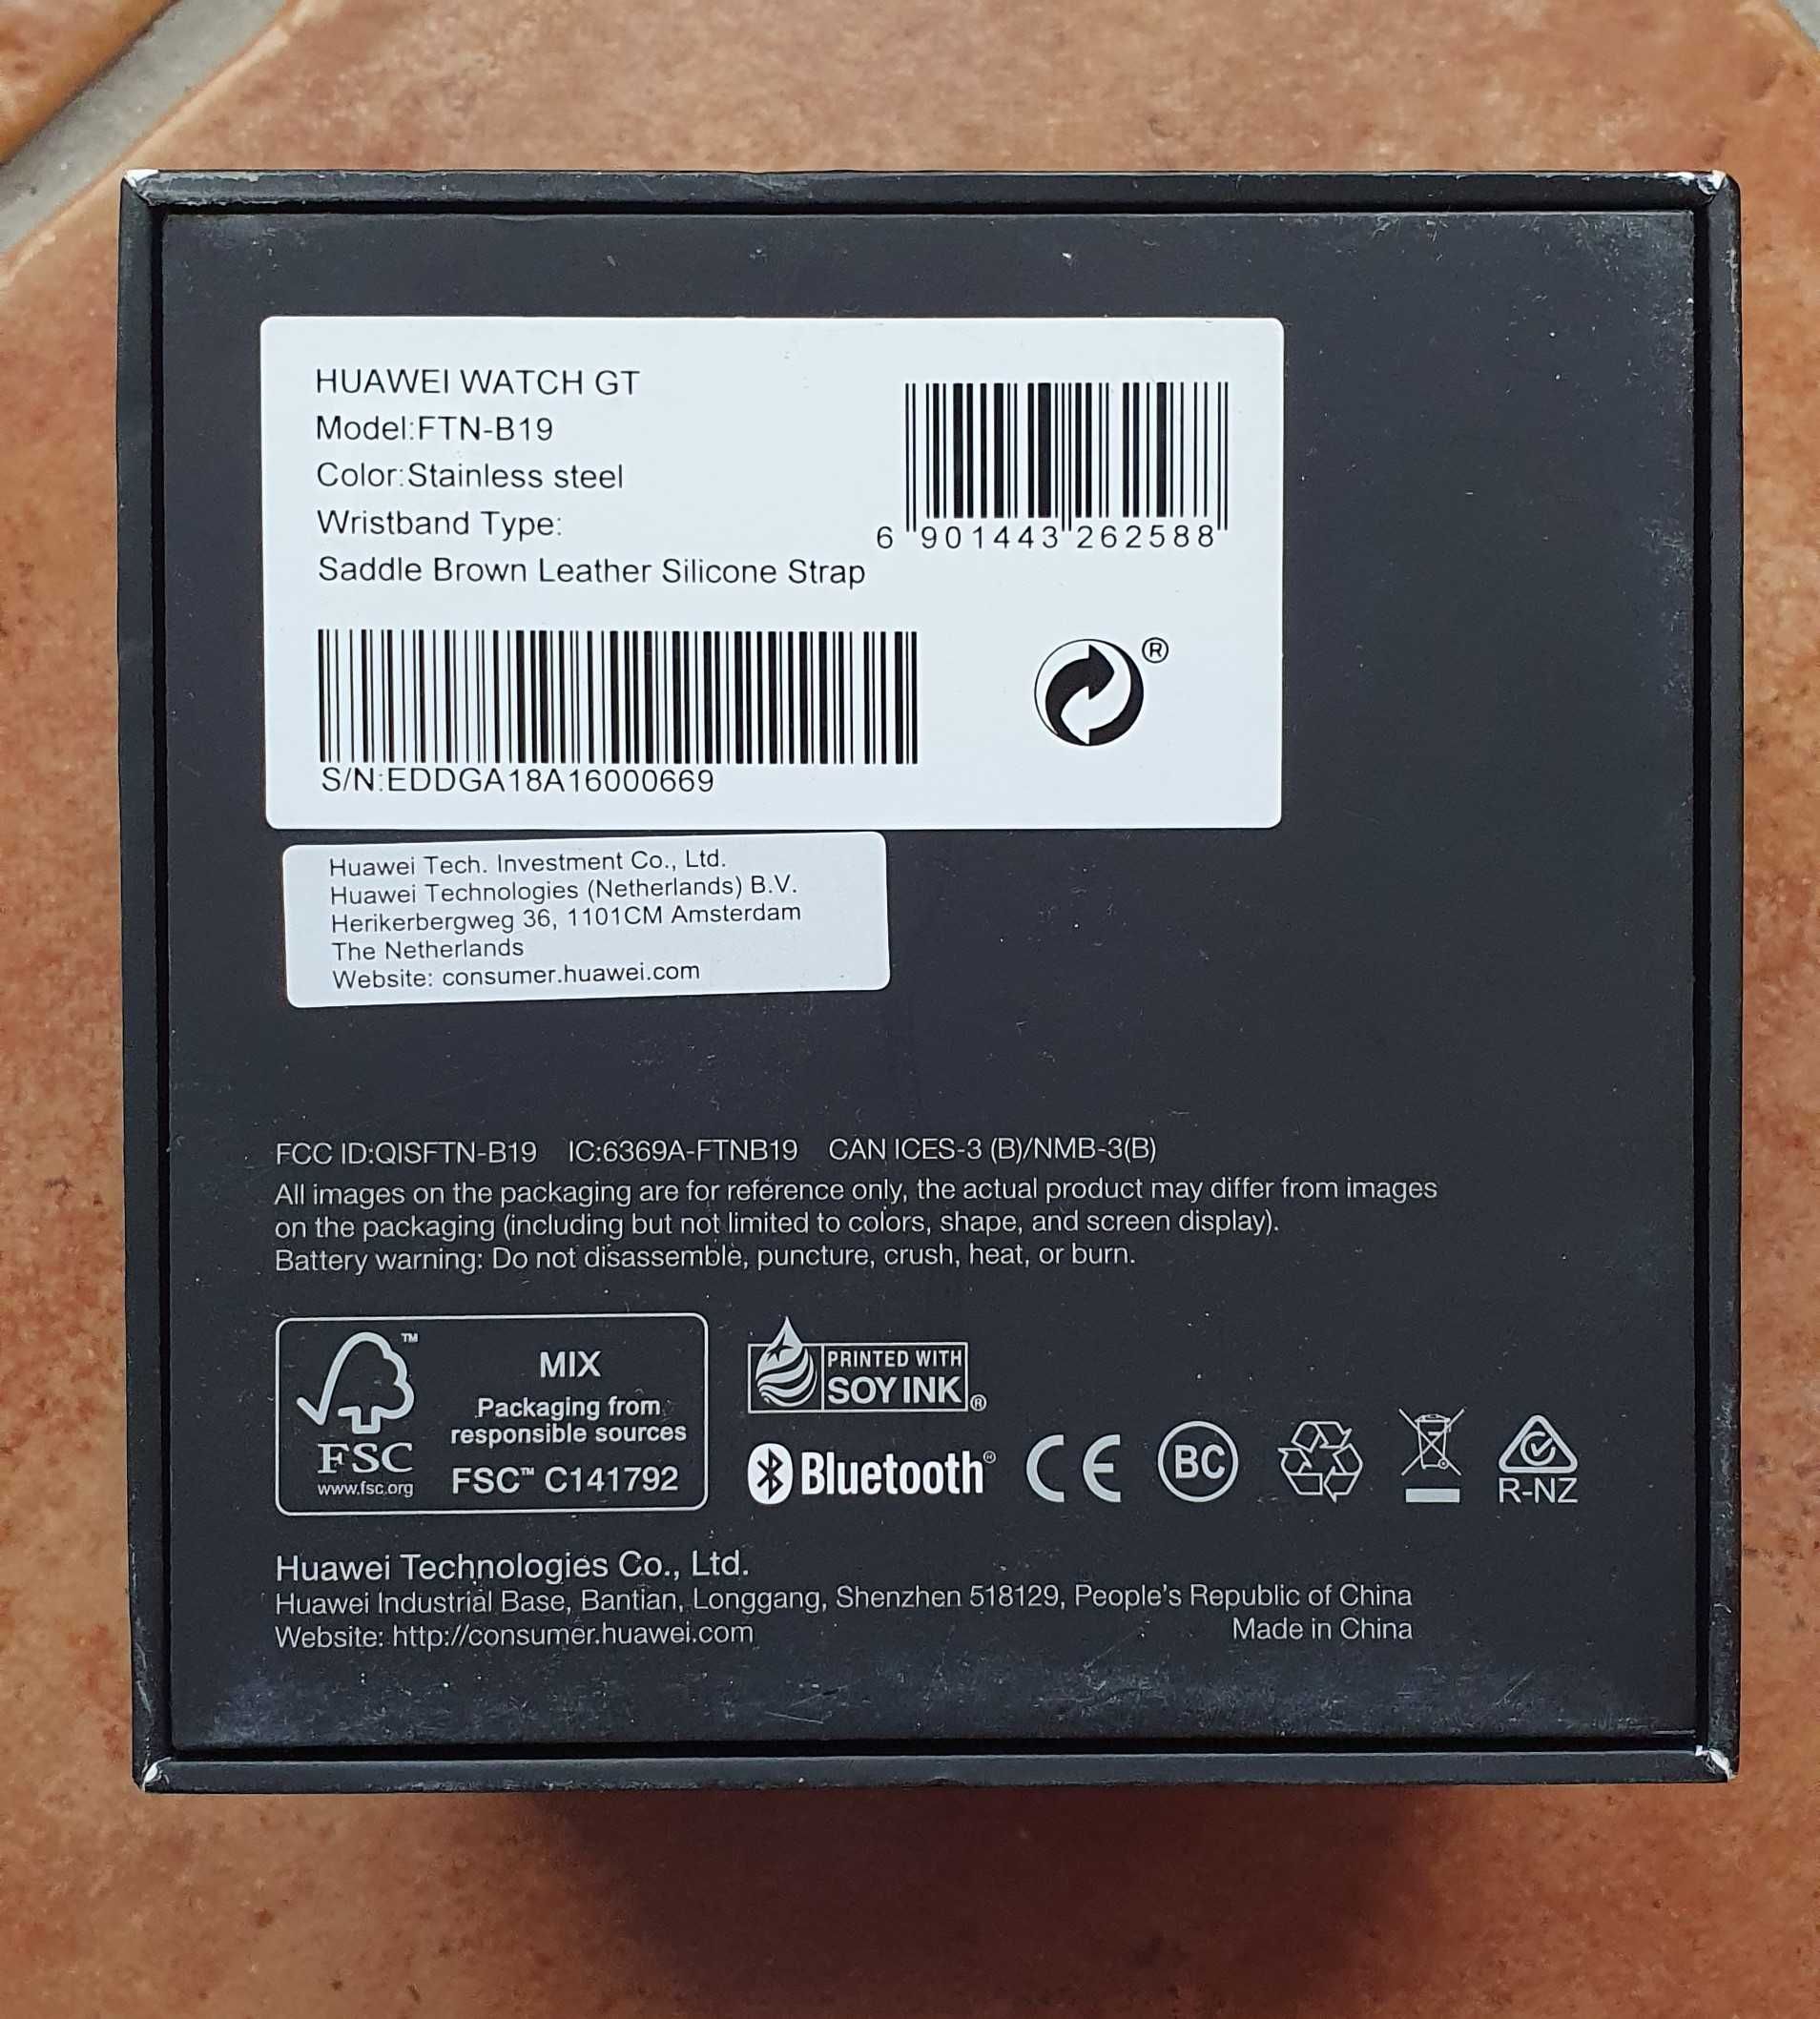 HUAWEI WATCH GT
Model:FTN-B19
Color:Stainless steel
Wristband Type:
Saddle Brown Leather Silicone Strap
6 901443 262588
®
S/N:EDDGA18A16000669
Huawei Tech. Investment Co., Ltd.
Huawei Technologies (Netherlands) B.V.
Herikerbergweg 36, 1101CM Amsterdam
The Netherlands
Website: consumer.huawei.com
FCC ID:QISFTN-B19 IC:6369A-FTNB19 CAN ICES-3 (B)/NMB-3(B)
All images on the packaging are for reference only, the actual product may differ from images
on the packaging (including but not limited to colors, shape, and screen display).
Battery warning: Do not disassemble, puncture, crush, heat, or burn.
™
FSC
www.fsc.org
MIX
Packaging from
responsible sources
FSC™ C141792
PRINTED WITH
SOY INK ®
Bluetooth®
CE
BC
R-NZ
Huawei Technologies Co., Ltd.
Huawei Industrial Base, Bantian, Longgang, Shenzhen 518129, People's Republic of China
Website: http://consumer.huawei.com Made in China